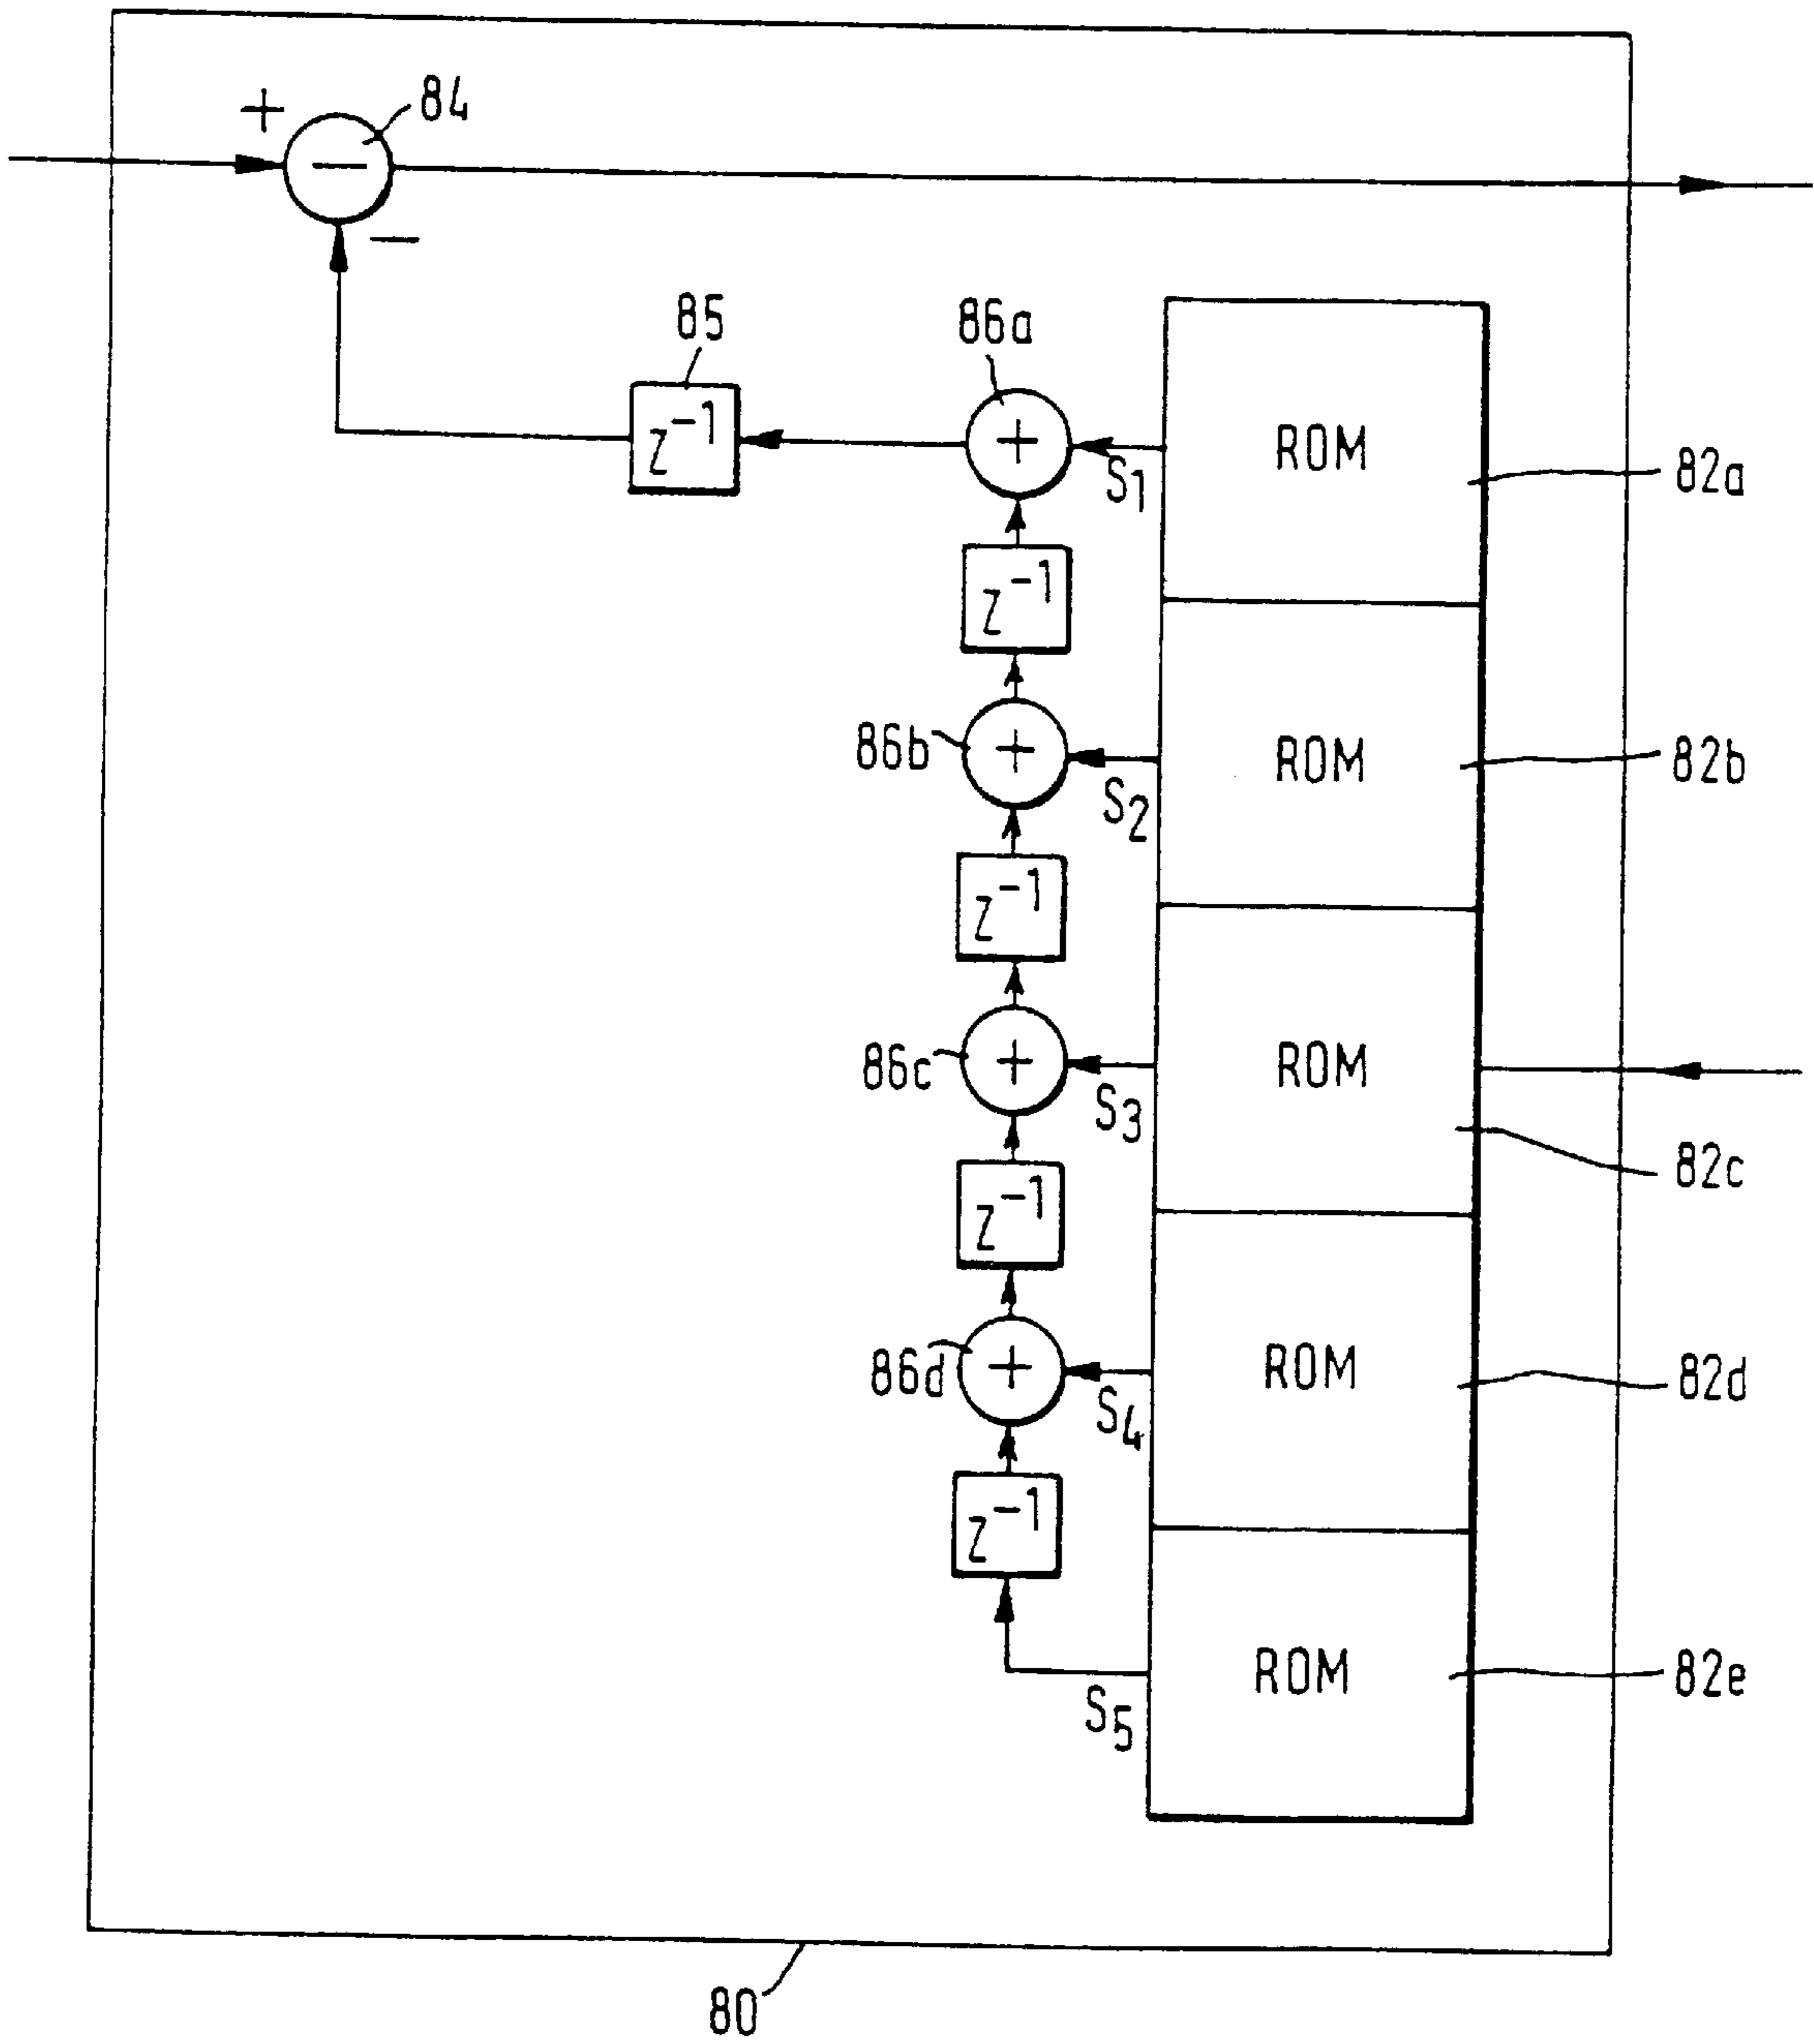 +
84
−
−
85
86a
z⁻¹
+
S₁
ROM
82a
z⁻¹
86b
+
S₂
ROM
82b
z⁻¹
86c
+
S₃
ROM
82c
z⁻¹
86d
+
S₄
ROM
82d
z⁻¹
S₅
ROM
82e
80